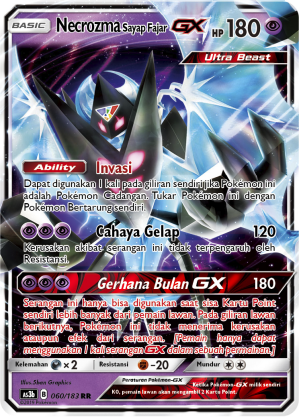 BASIC Necrozma Sayap Fajar GX HP 180
Ultra Beast
Ability Invasi
Dapat digunakan 1 kali pada giliran sendiri jika Pokémon ini
adalah Pokémon Cadangan. Tukar Pokémon ini dengan
Pokémon Bertarung sendiri.
Cahaya Gelap 120
Kerusakan akibat serangan ini tidak terpengaruh oleh
Resistansi.
Gerhana Bulan GX 180
Serangan ini hanya bisa digunakan saat sisa Kartu Point
sendiri lebih banyak dari pemain lawan. Pada giliran lawan
berikutnya, Pokémon ini tidak menerima kerusakan
ataupun efek dari serangan. [Pemain hanya dapat
menggunakan 1 kali serangan GX dalam sebuah permainan.]
Kelemahan ×2 Resistansi -20 Mundur
Illus. 5ban Graphics
Peraturan Pokémon-GX
Ketika Pokémon-GX milik sendiri
KO, pemain lawan akan mengambil 2 Kartu Point.
AS3b D 060/183 RR